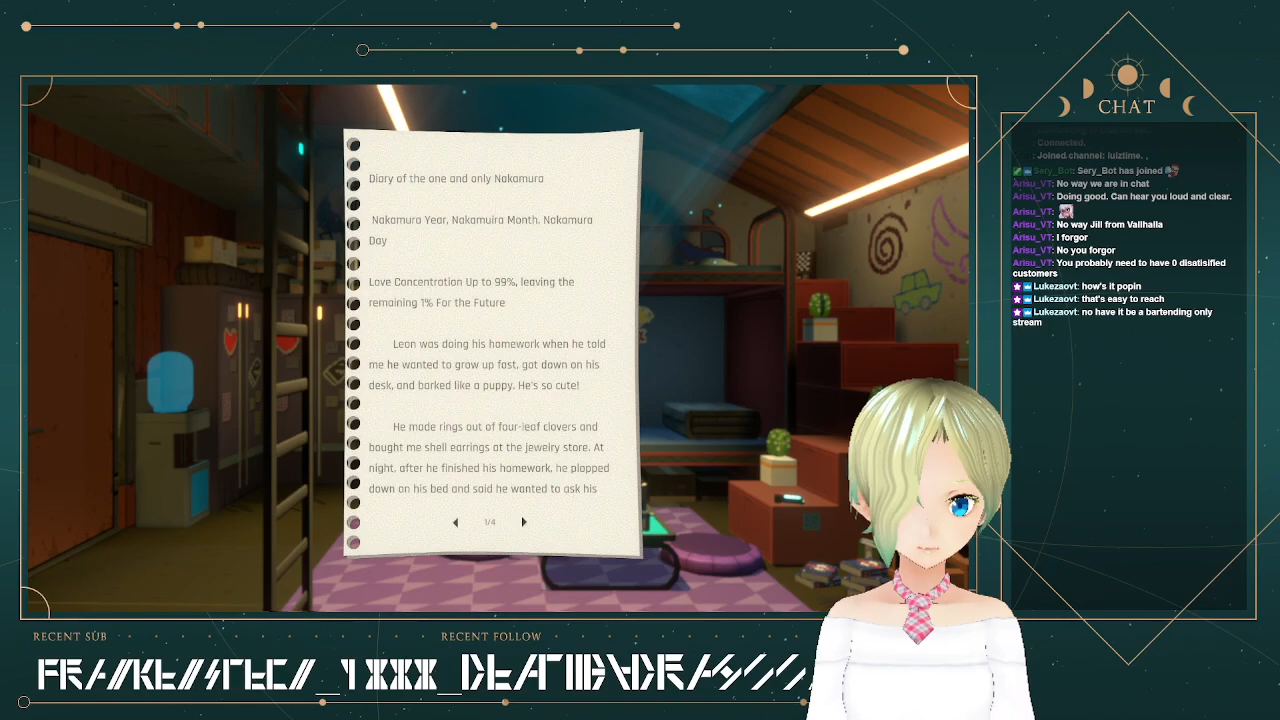 CHAT
Connected.
: Joined channel: lulztime. ,
Sery_Bot: Sery_Bot has joined
Arisu_VT: No way we are in chat
Arisu_VT: Doing good. Can hear you loud and clear.
Arisu_VT:
Arisu_VT: No way Jill from Vallhalla
Arisu_VT: I forgor
Arisu_VT: No you forgor
Arisu_VT: You probably need to have 0 disatisified
customers
Lukezaovt: how's it popin
Lukezaovt: that's easy to reach
Lukezaovt: no have it be a bartending only
stream
Diary of the one and only Nakamura
Nakamura Year, Nakamuira Month. Nakamura
Day
Love Concentration Up to 99%, leaving the
remaining 1% For the Future
Leon was doing his homework when he told
me he wanted to grow up fast, got down on his
desk, and barked like a puppy. He's so cute!
He made rings out of four-leaf clovers and
bought me shell earrings at the jewelry store. At
night, after he finished his homework, he plopped
down on his bed and said he wanted to ask his
1/4
RECENT SUB
RECENT FOLLOW